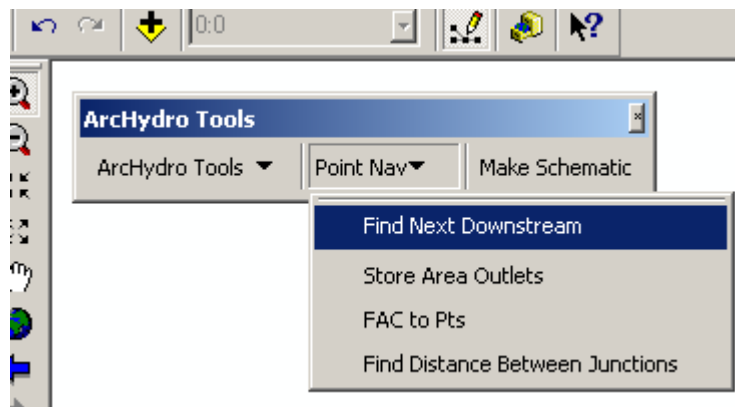 0:0
ArcHydro Tools
ArcHydro Tools Point Nav Make Schematic
Find Next Downstream
Store Area Outlets
FAC to Pts
Find Distance Between Junctions